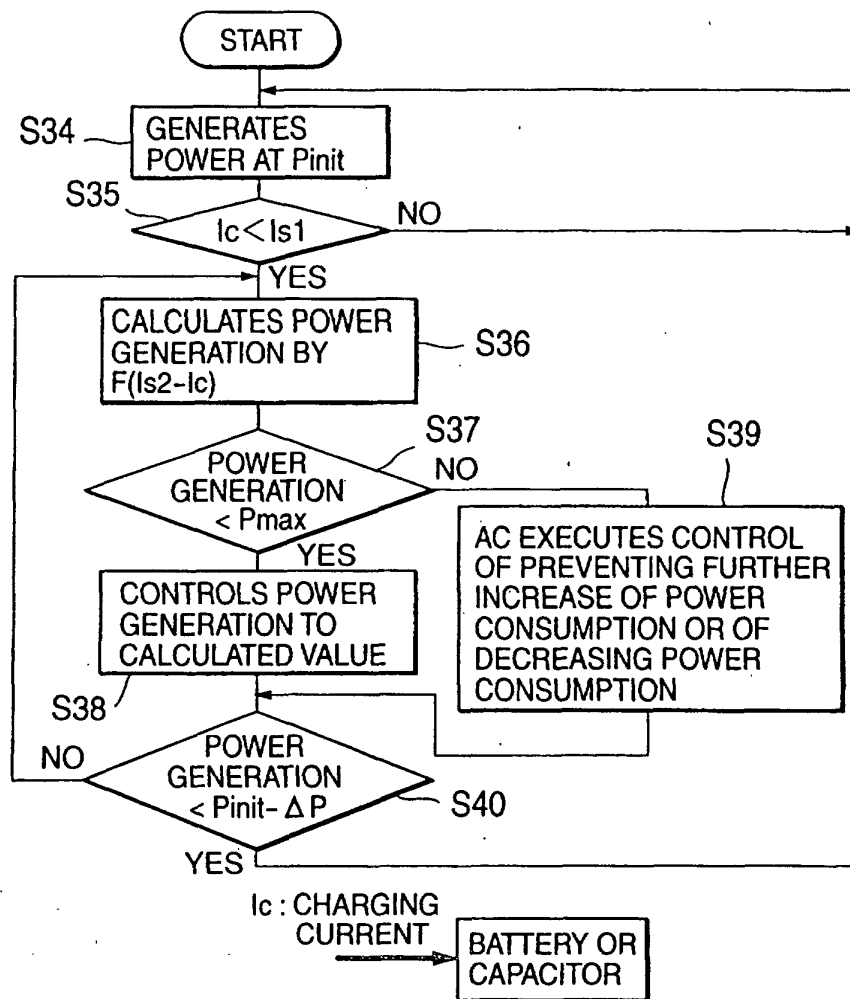 START
S34
GENERATES
POWER AT Pinit
S35
Ic<Is1
NO
YES
CALCULATES POWER
GENERATION BY
F(Is2-Ic)
S36
S37
POWER
GENERATION
< Pmax
NO
S39
YES
AC EXECUTES CONTROL
OF PREVENTING FURTHER
INCREASE OF POWER
CONSUMPTION OR OF
DECREASING POWER
CONSUMPTION
CONTROLS POWER
GENERATION TO
CALCULATED VALUE
S38
NO
POWER
GENERATION
< Pinit- Δ P
S40
YES
Ic : CHARGING
CURRENT
BATTERY OR
CAPACITOR